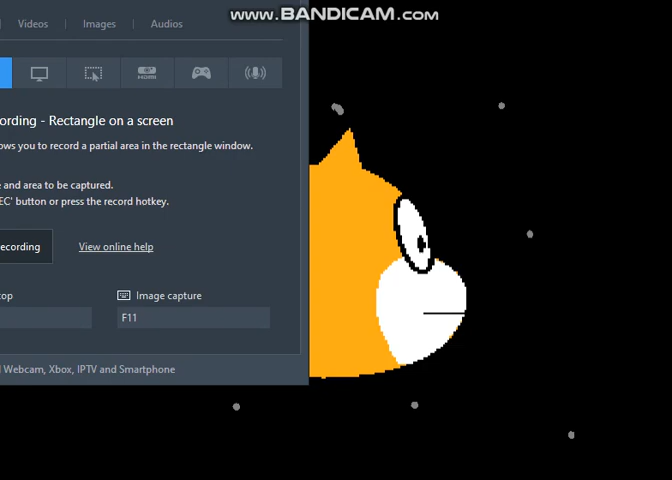 www.BANDICAM.com
Videos | Images | Audios
HDMI
ording - Rectangle on a screen
ows you to record a partial area in the rectangle window.
e and area to be captured.
EC' button or press the record hotkey.
ecording View online help
top Image capture
F11
l Webcam, Xbox, IPTV and Smartphone